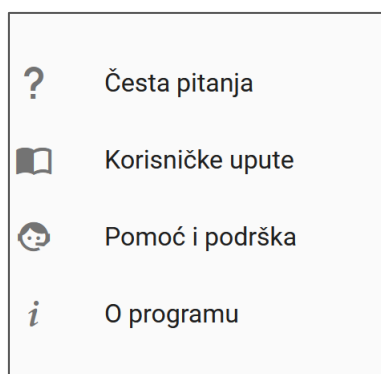 Česta pitanja
Korisničke upute
Pomoć i podrška
O programu